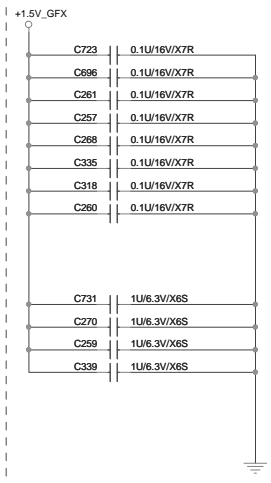 +1.5V_GFX
C723 0.1U/16V/X7R
C696 0.1U/16V/X7R
C261 0.1U/16V/X7R
C257 0.1U/16V/X7R
C268 0.1U/16V/X7R
C335 0.1U/16V/X7R
C318 0.1U/16V/X7R
C260 0.1U/16V/X7R
C731 1U/6.3V/X6S
C270 1U/6.3V/X6S
C259 1U/6.3V/X6S
C339 1U/6.3V/X6S